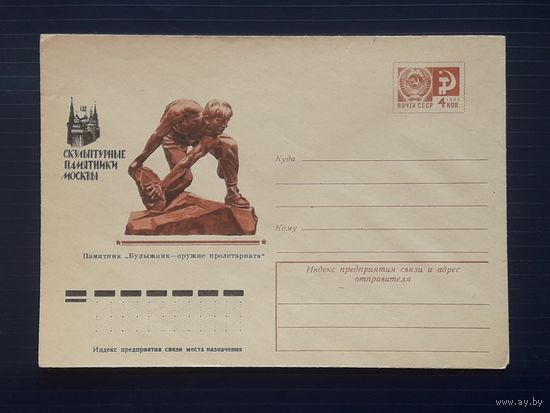 СКУЛЬПТУРНЫЕ
ПАМЯТНИКИ
МОСКВЫ
ПОЧТА СССР 4 КОП.
Куда
Кому
Памятник „Булыжник—оружие пролетариата“
Индекс предприятия связи и адрес
отправителя
Индекс предприятия связи места назначения
www.ay.by